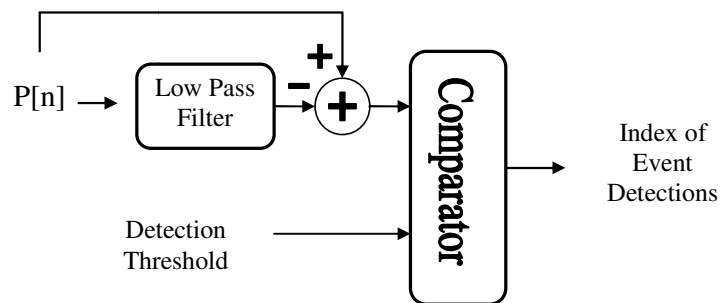 P[n]
Low Pass
Filter
−
+
+
Comparator
Index of
Event
Detections
Detection
Threshold